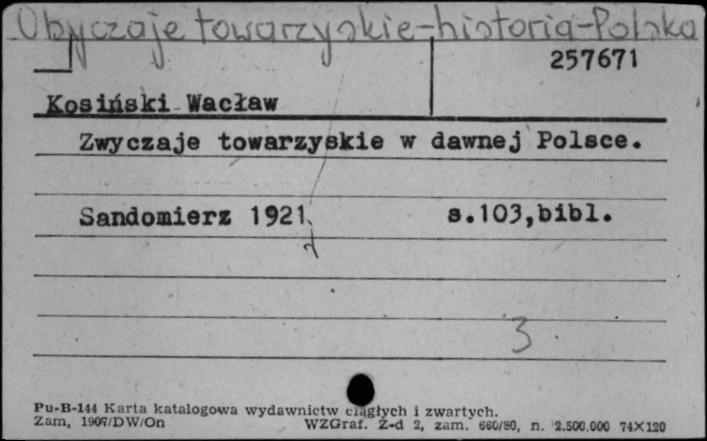 Obyczaje towarzyskie-historia-Polska
257671
Kosiński Wacław
Zwyczaje towarzyskie w dawnej Polsce.
Sandomierz 1921, s.103,bibl.
3
Pu-B-144 Karta katalogowa wydawnictw ciągłych i zwartych.
Zam, 1907/DW/On WZGraf. Z-d 2, zam. 660/80, n. 2.500.000 74X120